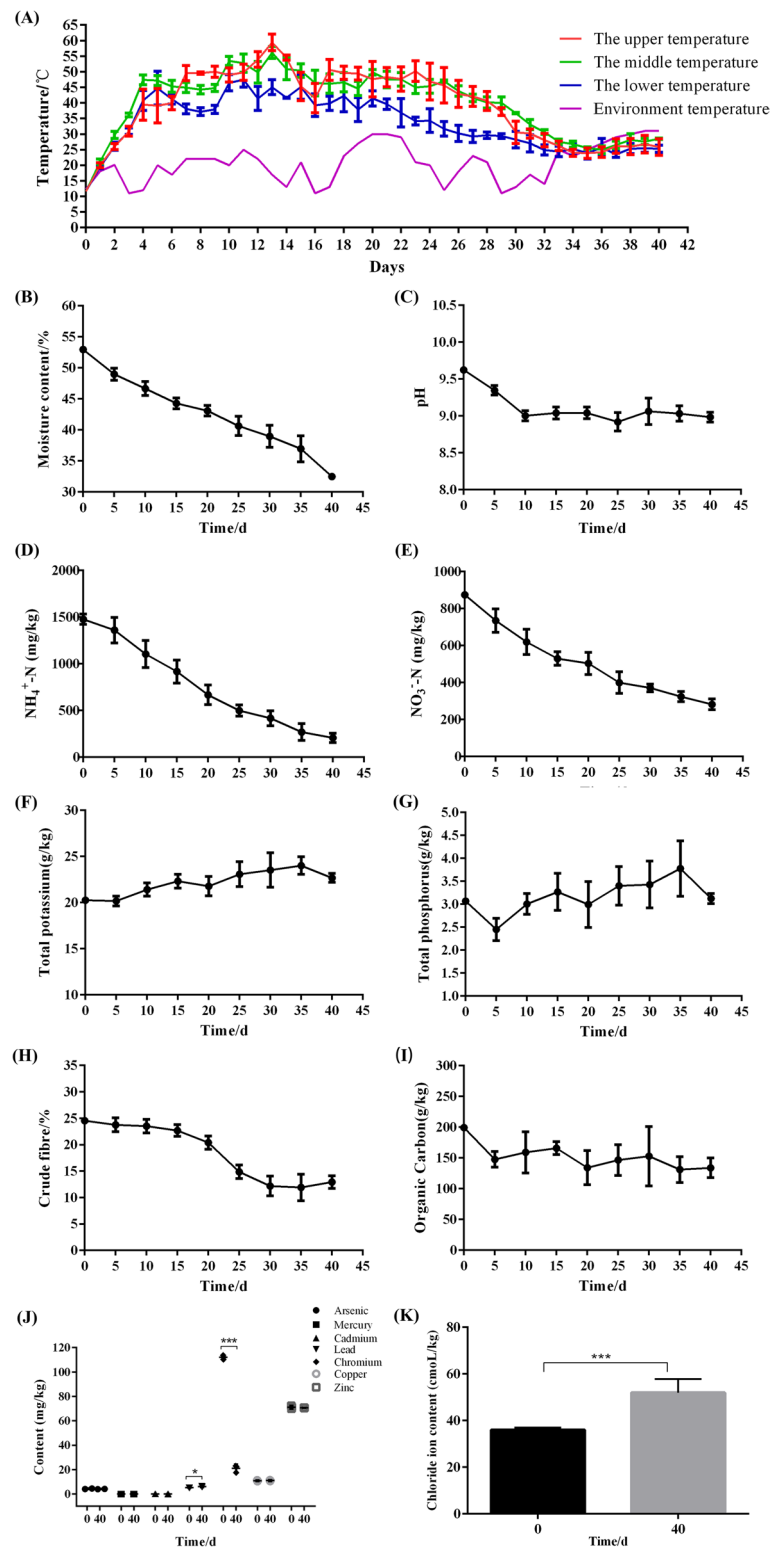 (A)
Temperature/℃
65
60
55
50
45
40
35
30
25
20
15
10
5
0
The upper temperature
The middle temperature
The lower temperature
Environment temperature
0 2 4 6 8 10 12 14 16 18 20 22 24 26 28 30 32 34 36 38 40 42
Days
(B)
Moisture content/%
60
55
50
45
40
35
30
0 5 10 15 20 25 30 35 40 45
Time/d
(C)
pH
10.5
10.0
9.5
9.0
8.5
8.0
0 5 10 15 20 25 30 35 40 45
Time/d
(D)
NH₄⁺-N (mg/kg)
2000
1500
1000
500
0
0 5 10 15 20 25 30 35 40 45
(E)
NO₃⁻-N (mg/kg)
1000
800
600
400
200
0
0 5 10 15 20 25 30 35 40 45
(F)
Total potassium(g/kg)
30
25
20
15
10
0 5 10 15 20 25 30 35 40 45
Time/d
(G)
Total phosphorus(g/kg)
5.0
4.5
4.0
3.5
3.0
2.5
2.0
1.5
1.0
0 5 10 15 20 25 30 35 40 45
Time/d
(H)
Crude fibre/%
35
30
25
20
15
10
5
0
0 5 10 15 20 25 30 35 40 45
Time/d
(I)
Organic Carbon(g/kg)
300
250
200
150
100
50
0
0 5 10 15 20 25 30 35 40 45
Time/d
(J)
Content (mg/kg)
120
100
80
60
40
20
0
*
***
Arsenic
Mercury
Cadmium
Lead
Chromium
Copper
Zinc
0 40 0 40 0 40 0 40 0 40 0 40 0 40
Time/d
(K)
Chloride ion content (cmoL/kg)
80
60
40
20
0
***
0 40
Time/d